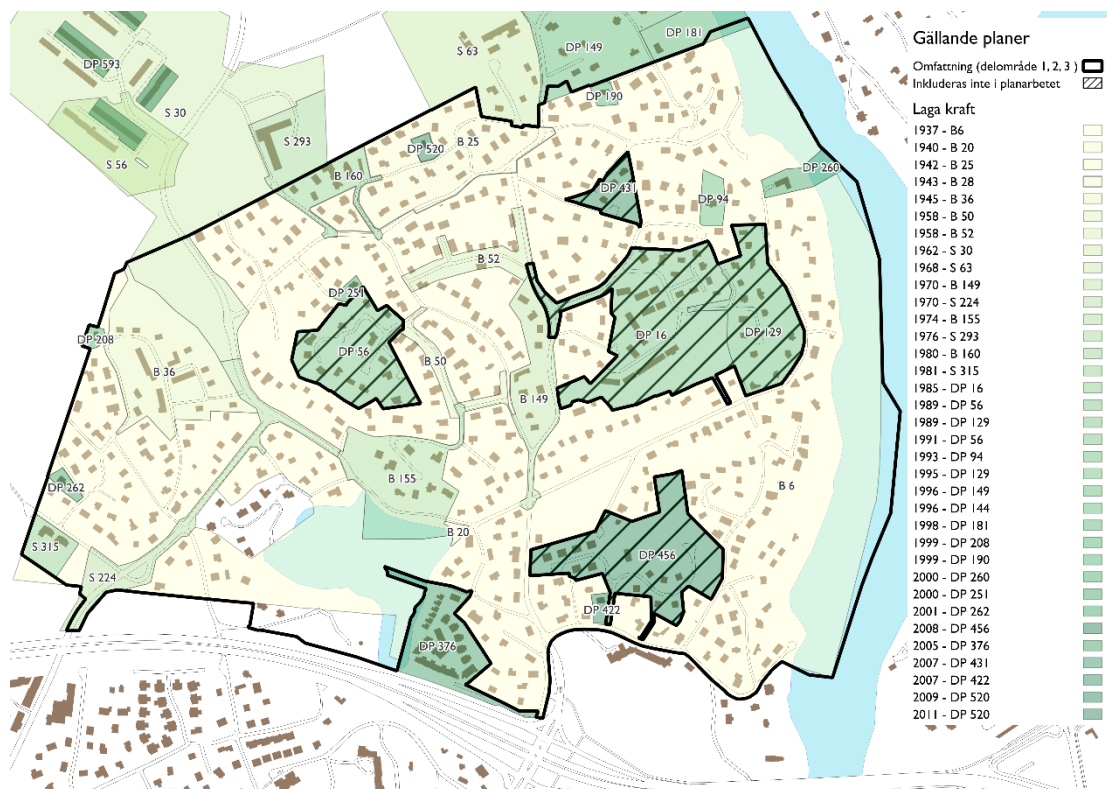 Gällande planer
Omfattning (delområde 1, 2, 3 )
Inkluderas inte i planarbetet
Laga kraft
1937 - B6
1940 - B 20
1942 - B 25
1943 - B 28
1945 - B 36
1958 - B 50
1958 - B 52
1962 - S 30
1968 - S 63
1970 - B 149
1970 - S 224
1974 - B 155
1976 - S 293
1980 - B 160
1981 - S 315
1985 - DP 16
1989 - DP 56
1989 - DP 129
1991 - DP 56
1993 - DP 94
1995 - DP 129
1996 - DP 149
1996 - DP 144
1998 - DP 181
1999 - DP 208
1999 - DP 190
2000 - DP 260
2000 - DP 251
2001 - DP 262
2008 - DP 456
2005 - DP 376
2007 - DP 431
2007 - DP 422
2009 - DP 520
2011 - DP 520
DP 181
S 63
DP 149
DP 593
DP 190
S 30
S 293
DP 520
B 25
S 56
DP 260
B 160
DP 431
DP 94
B 52
DP 251
DP 16
DP 129
DP 208
DP 56
B 50
B 36
B 149
B 155
B 6
DP 262
B 20
S 315
DP 456
S 224
DP 422
DP 376